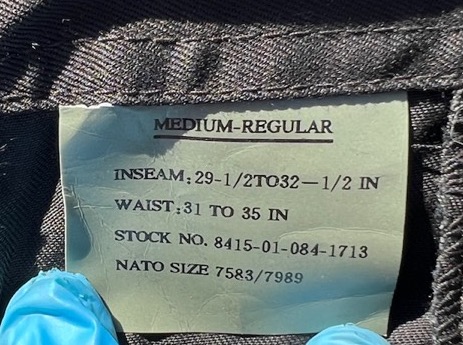 MEDIUM-REGULAR
INSEAM:29-1/2TO32—1/2 IN
WAIST:31 TO 35 IN
STOCK NO. 8415-01-084-1713
NATO SIZE 7583/7989